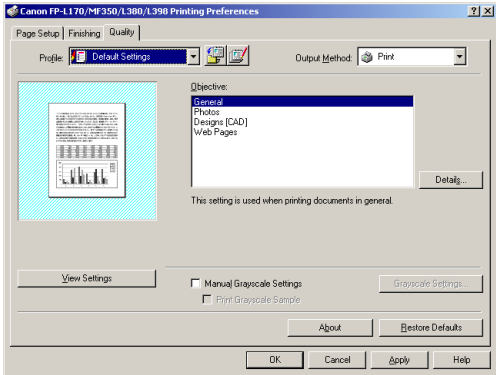 Canon FP-L170/MF350/L380/L398 Printing Preferences
Page Setup Finishing Quality
Profile: Default Settings Output Method: Print
Objective:
General
Photos
Designs [CAD]
Web Pages
Details...
This setting is used when printing documents in general.
View Settings
Manual Grayscale Settings Grayscale Settings...
Print Grayscale Sample
About Restore Defaults
OK Cancel Apply Help